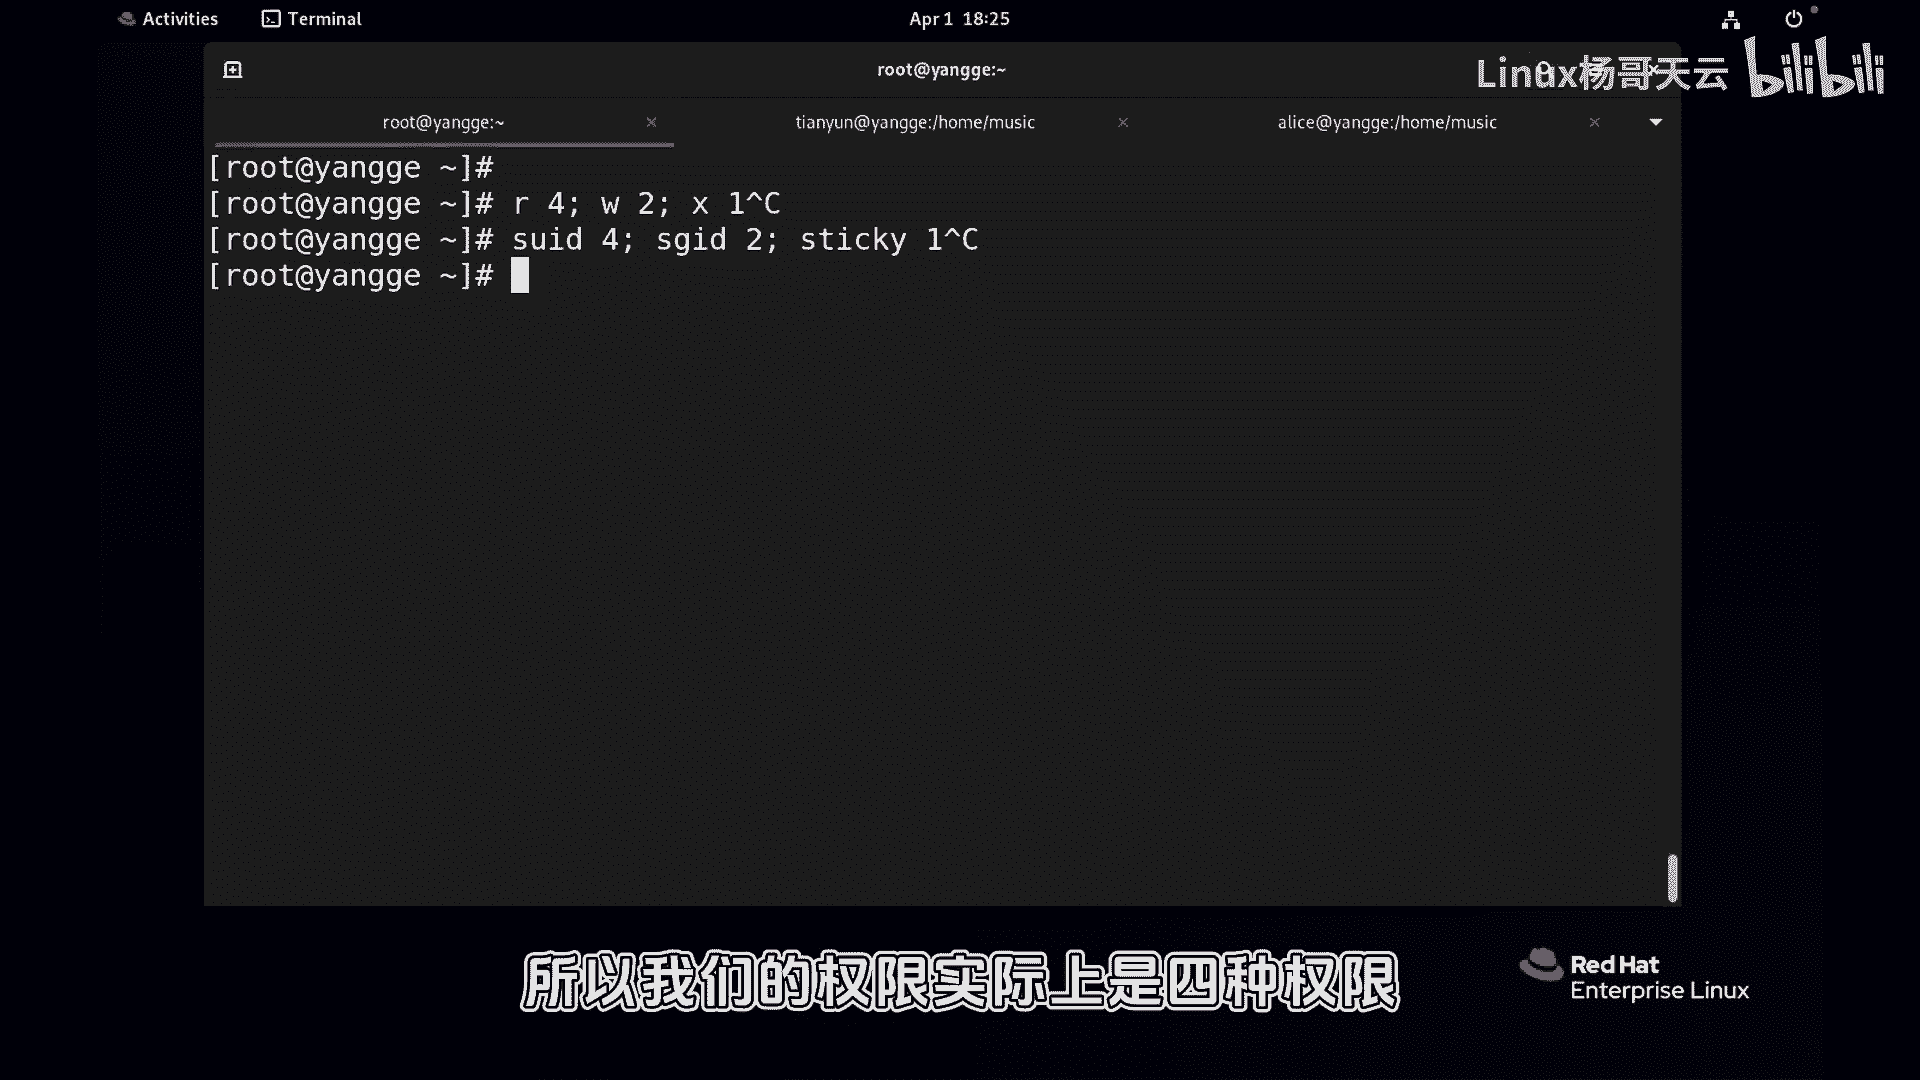 Activities
Terminal
Apr 1 18:25
root@yangge:~
Linux杨哥天云 bilibili
root@yangge:~
tianyun@yangge:/home/music
alice@yangge:/home/music
[root@yangge ~]#
[root@yangge ~]# r 4; w 2; x 1^C
[root@yangge ~]# suid 4; sgid 2; sticky 1^C
[root@yangge ~]#
所以我们的权限实际上是四种权限
Red Hat
Enterprise Linux